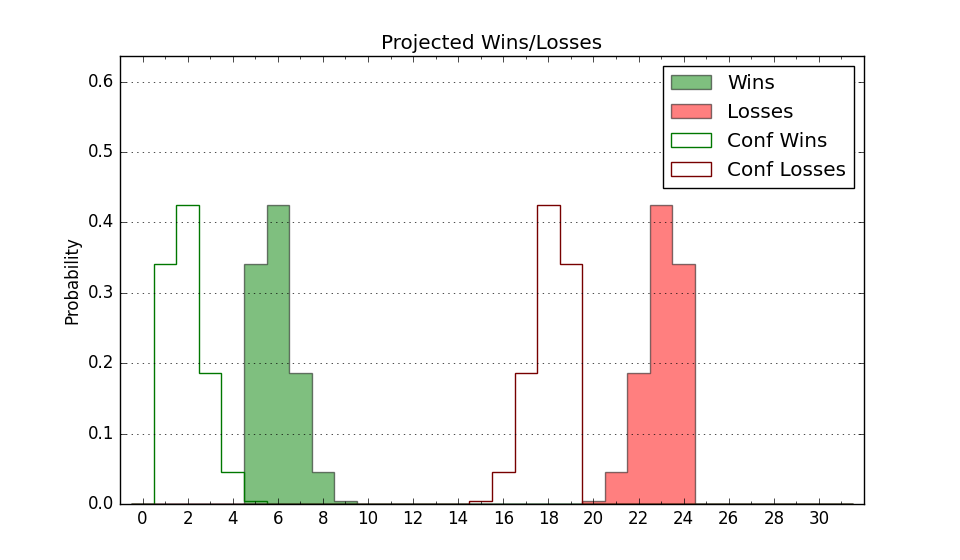 Projected Wins/Losses
Probability
0.6
0.5
0.4
0.3
0.2
0.1
0.0
Wins
Losses
Conf Wins
Conf Losses
0 2 4 6 8 10 12 14 16 18 20 22 24 26 28 30